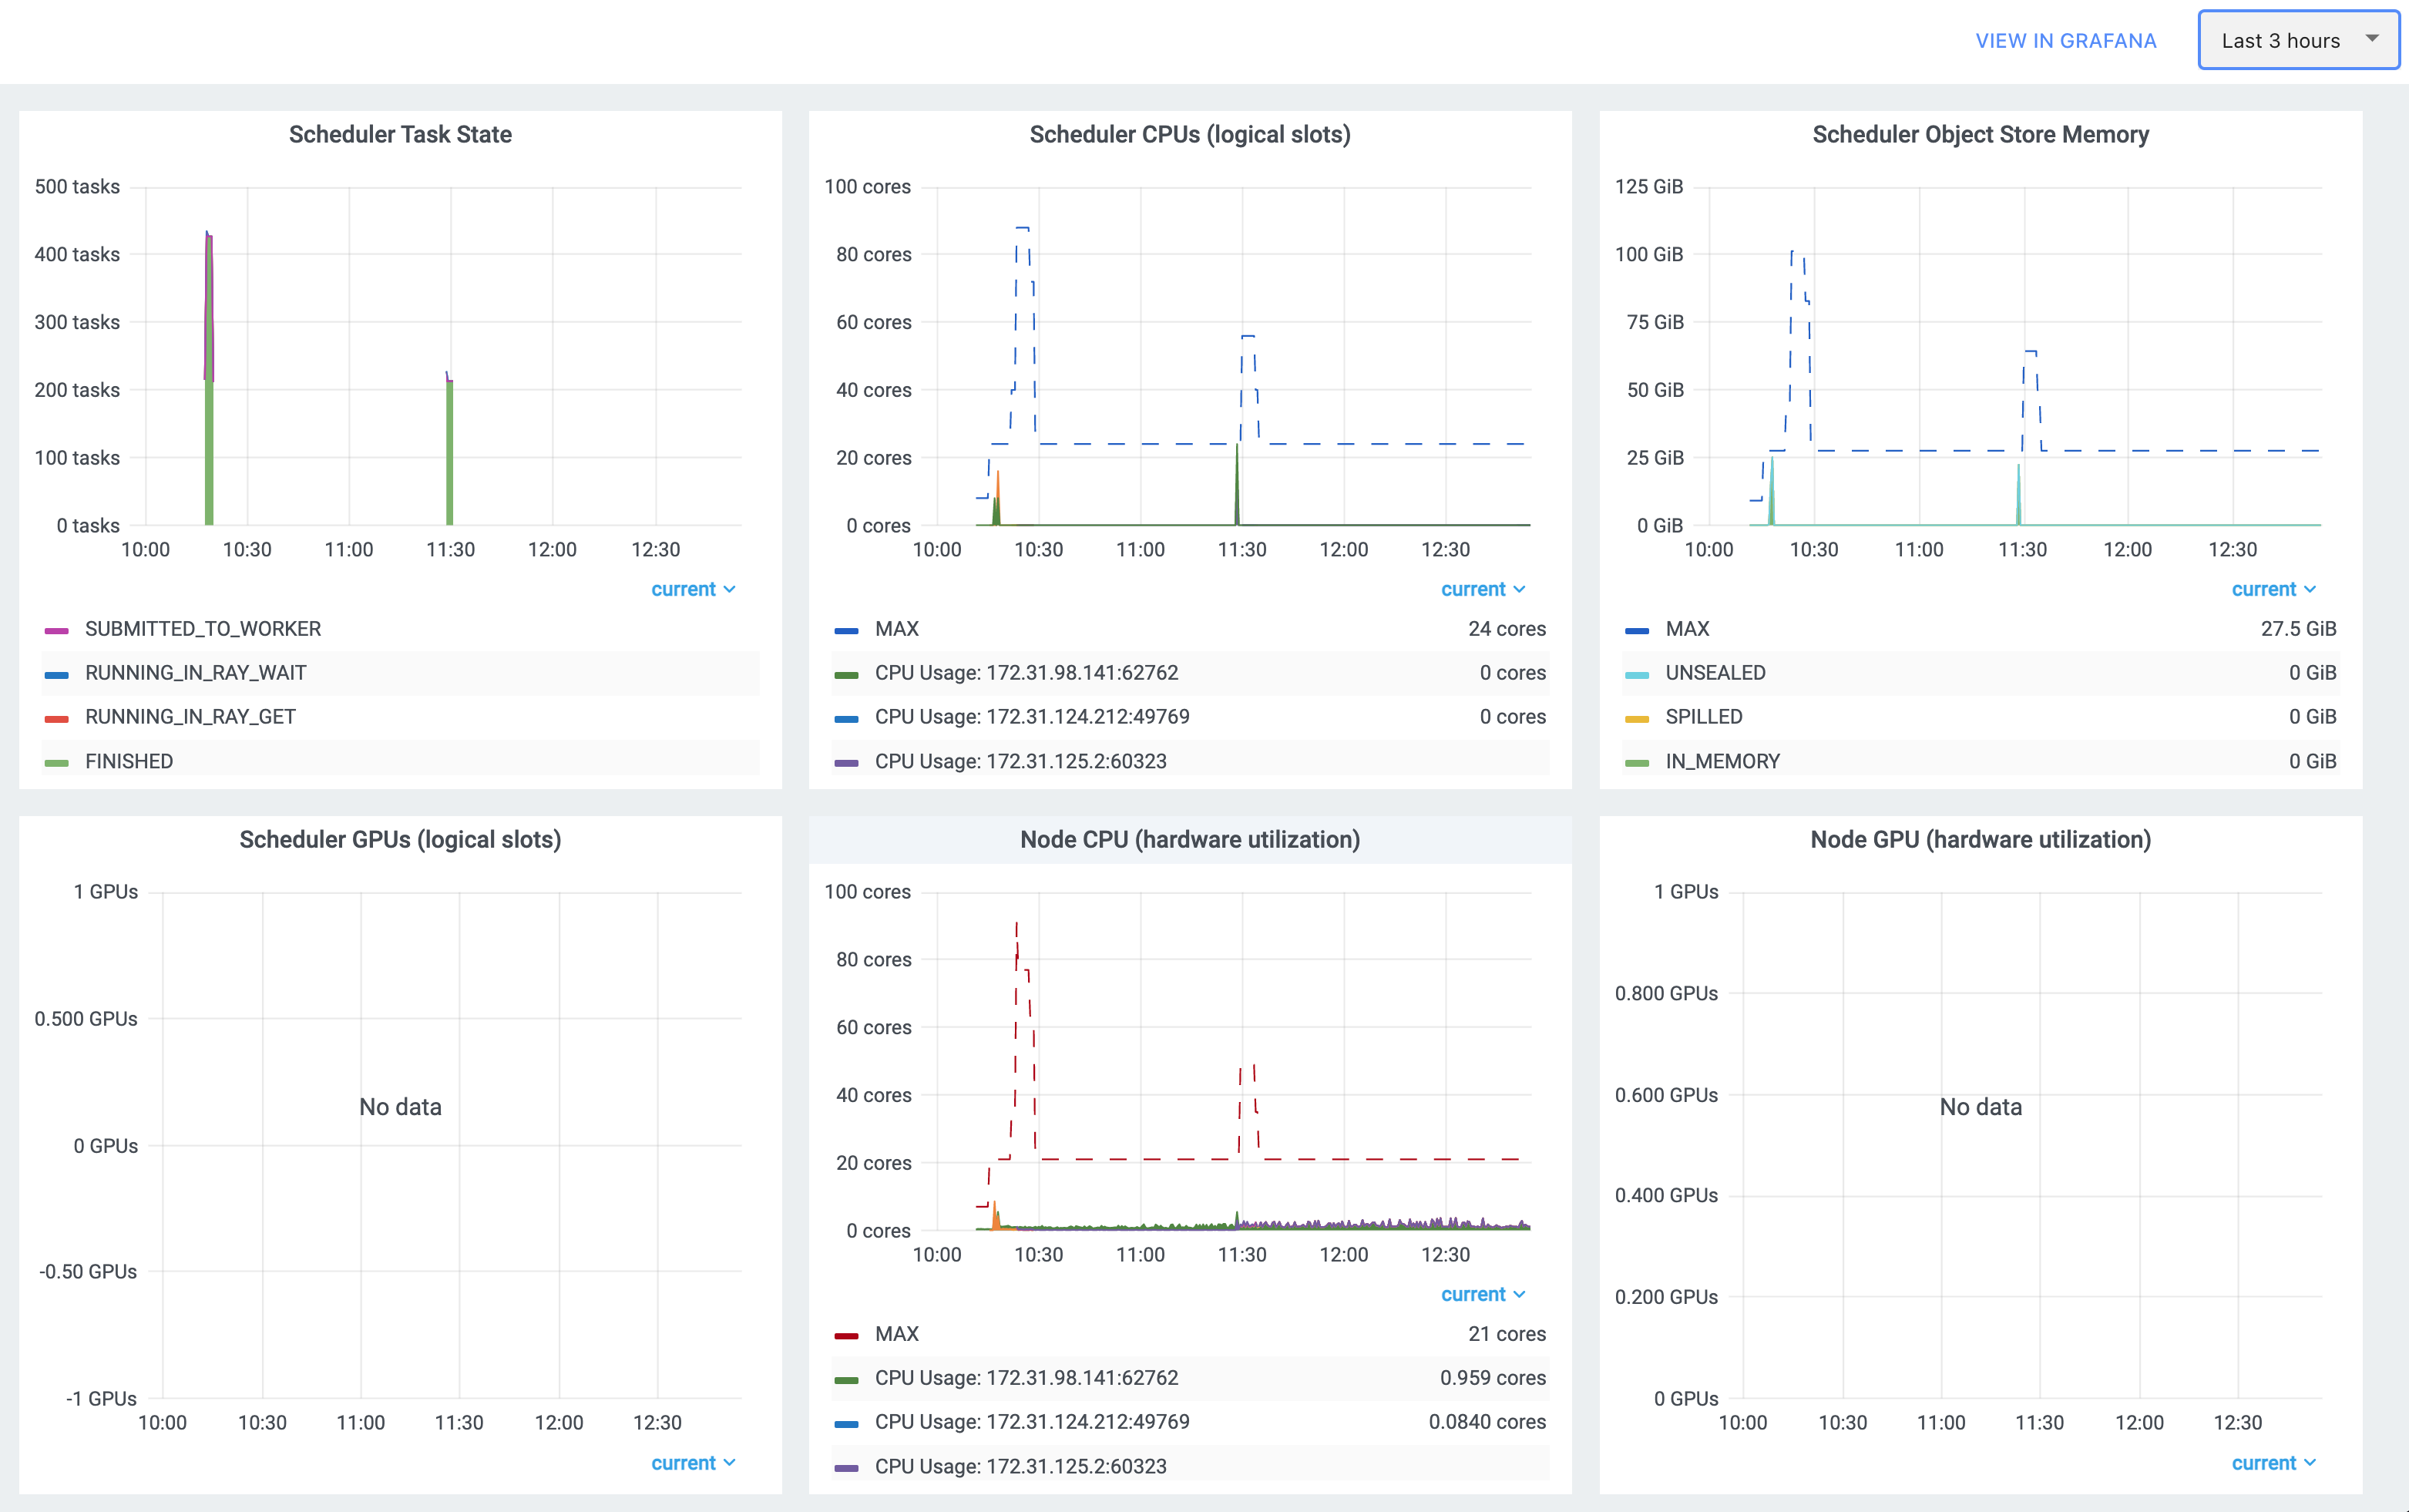 VIEW IN GRAFANA
Last 3 hours
Scheduler Task State
500 tasks
400 tasks
300 tasks
200 tasks
100 tasks
0 tasks
10:00 10:30 11:00 11:30 12:00 12:30
current
SUBMITTED_TO_WORKER
RUNNING_IN_RAY_WAIT
RUNNING_IN_RAY_GET
FINISHED
Scheduler CPUs (logical slots)
100 cores
80 cores
60 cores
40 cores
20 cores
0 cores
10:00 10:30 11:00 11:30 12:00 12:30
current
MAX 24 cores
CPU Usage: 172.31.98.141:62762 0 cores
CPU Usage: 172.31.124.212:49769 0 cores
CPU Usage: 172.31.125.2:60323
Scheduler Object Store Memory
125 GiB
100 GiB
75 GiB
50 GiB
25 GiB
0 GiB
10:00 10:30 11:00 11:30 12:00 12:30
current
MAX 27.5 GiB
UNSEALED 0 GiB
SPILLED 0 GiB
IN_MEMORY 0 GiB
Scheduler GPUs (logical slots)
1 GPUs
0.500 GPUs
0 GPUs
-0.50 GPUs
-1 GPUs
No data
10:00 10:30 11:00 11:30 12:00 12:30
current
Node CPU (hardware utilization)
100 cores
80 cores
60 cores
40 cores
20 cores
0 cores
10:00 10:30 11:00 11:30 12:00 12:30
current
MAX 21 cores
CPU Usage: 172.31.98.141:62762 0.959 cores
CPU Usage: 172.31.124.212:49769 0.0840 cores
CPU Usage: 172.31.125.2:60323
Node GPU (hardware utilization)
1 GPUs
0.800 GPUs
0.600 GPUs
0.400 GPUs
0.200 GPUs
0 GPUs
No data
10:00 10:30 11:00 11:30 12:00 12:30
current